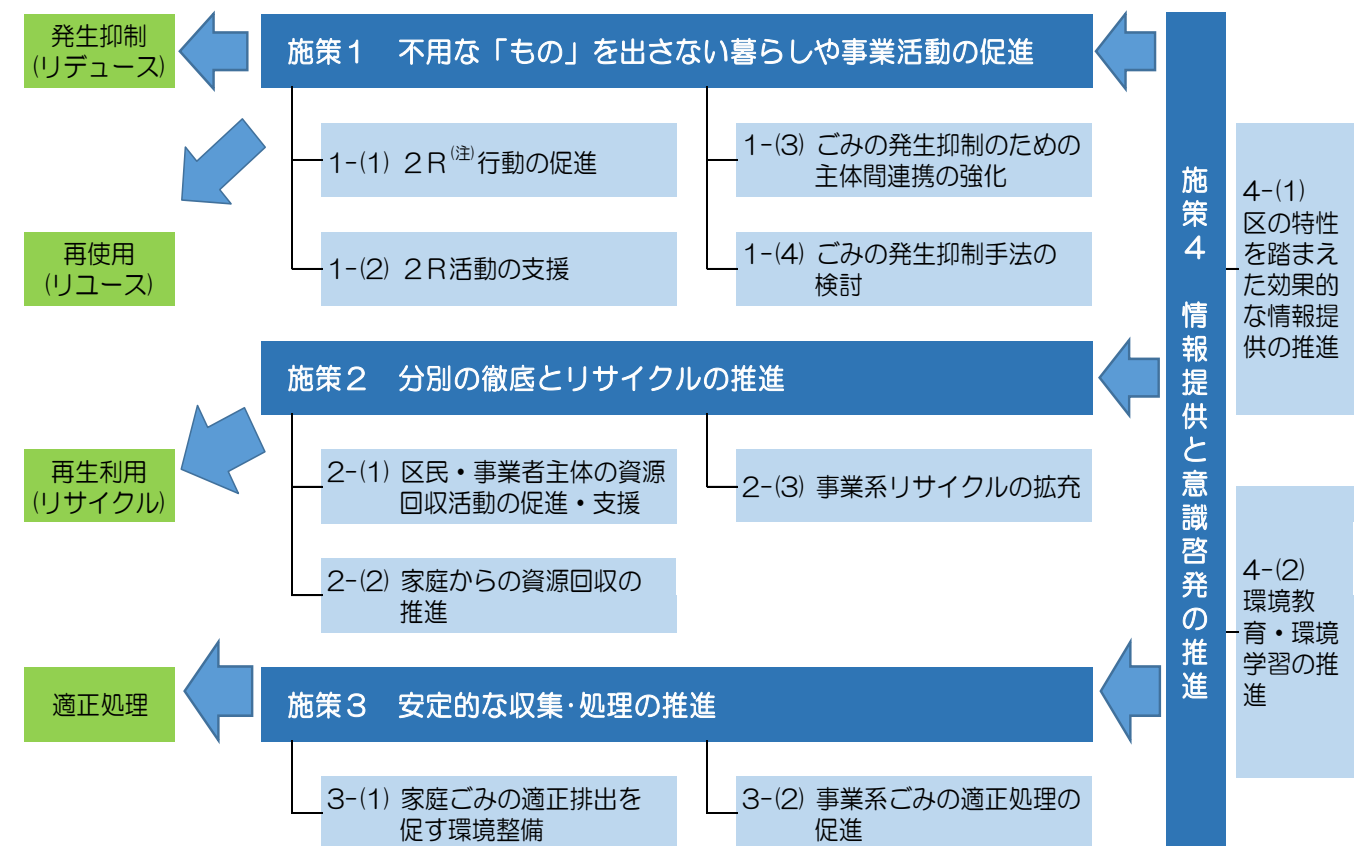 発生抑制
(リデュース)
施策１　不用な「もの」を出さない暮らしや事業活動の促進
1-(1) ２Ｒ(注)行動の促進
1-(2) ２Ｒ活動の支援
1-(3) ごみの発生抑制のための
主体間連携の強化
1-(4) ごみの発生抑制手法の
検討
再使用
(リユース)
施策２　分別の徹底とリサイクルの推進
再生利用
(リサイクル)
2-(1) 区民・事業者主体の資源
回収活動の促進・支援
2-(2) 家庭からの資源回収の
推進
2-(3) 事業系リサイクルの拡充
適正処理
施策３　安定的な収集･処理の推進
3-(1) 家庭ごみの適正排出を
促す環境整備
3-(2) 事業系ごみの適正処理の
促進
施策４　情報提供と意識啓発の推進
4-(1)
区の特性
を踏まえ
た効果的
な情報提
供の推進
4-(2)
環境教
育・環境
学習の推
進